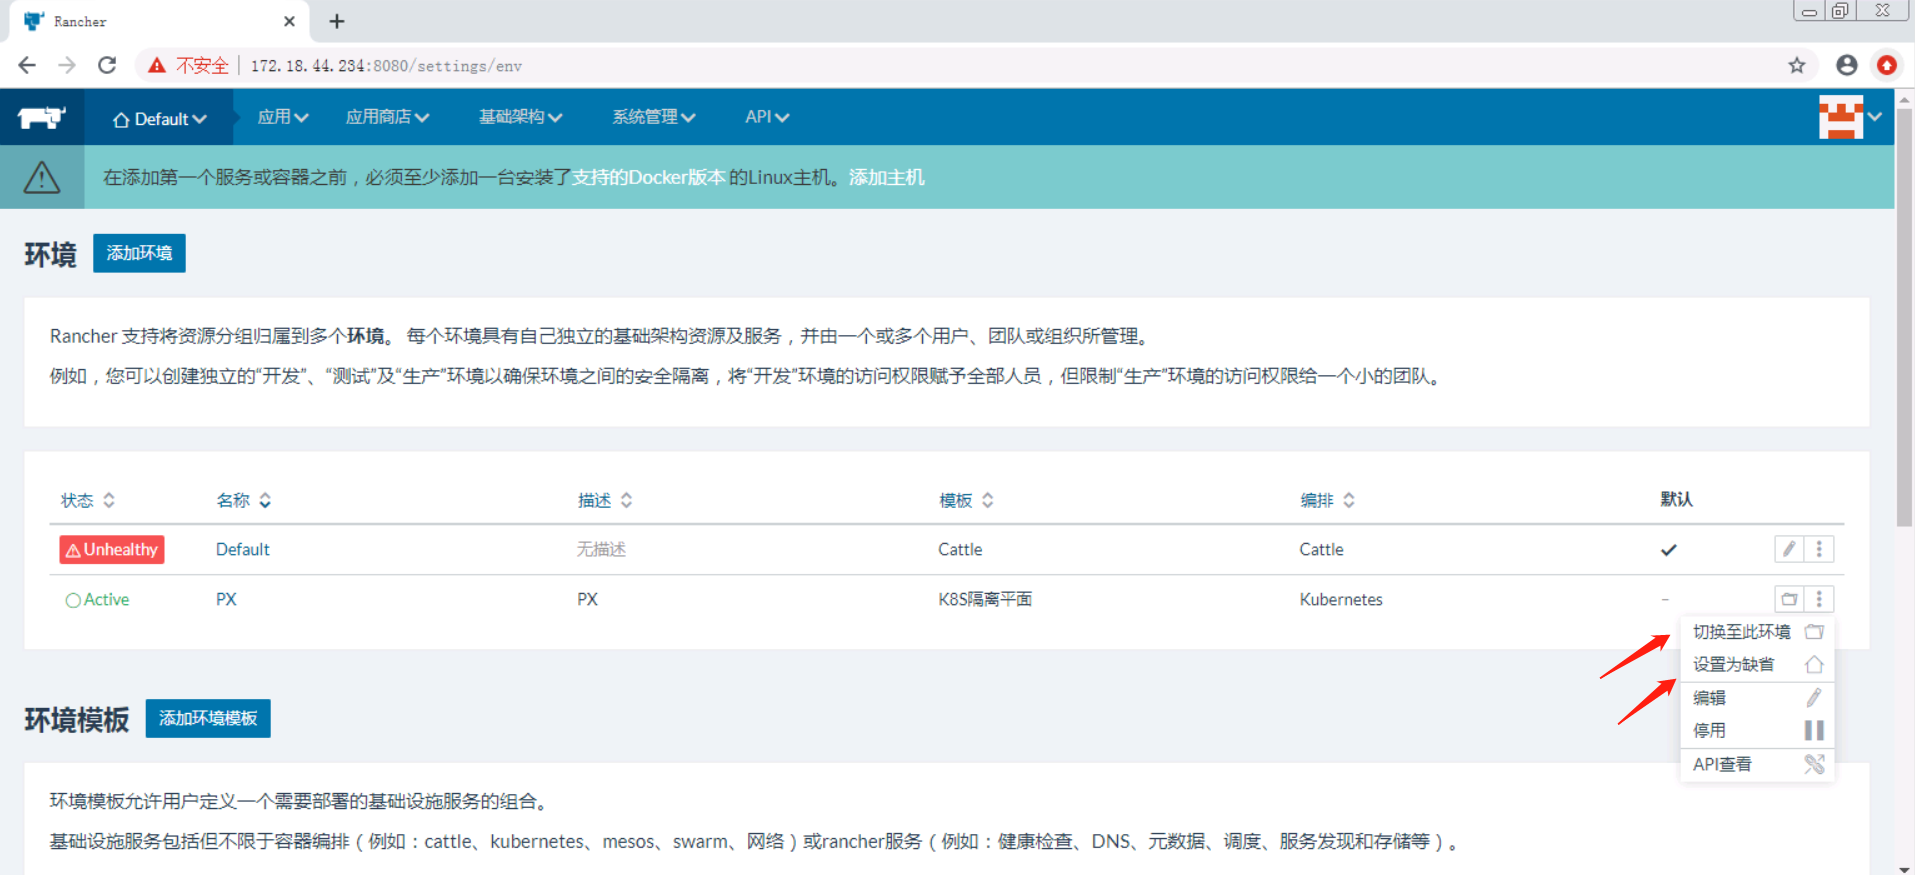 Rancher
不安全 172.18.44.234:8080/settings/env
Default 应用 应用商店 基础架构 系统管理 API
在添加第一个服务或容器之前，必须至少添加一台安装了支持的Docker版本 的Linux主机。 添加主机
环境 添加环境
Rancher 支持将资源分组归属到多个环境。 每个环境具有自己独立的基础架构资源及服务，并由一个或多个用户、团队或组织所管理。
例如，您可以创建独立的“开发”、“测试”及“生产”环境以确保环境之间的安全隔离，将“开发”环境的访问权限赋予全部人员，但限制“生产”环境的访问权限给一个小的团队。
状态 名称 描述 模板 编排 默认
Unhealthy Default 无描述 Cattle Cattle
Active PX PX K8S隔离平面 Kubernetes –
切换至此环境
设置为缺省
编辑
停用
API查看
环境模板 添加环境模板
环境模板允许用户定义一个需要部署的基础设施服务的组合。
基础设施服务包括但不限于容器编排（例如：cattle、kubernetes、mesos、swarm、网络）或rancher服务（例如：健康检查、DNS、元数据、调度、服务发现和存储等）。